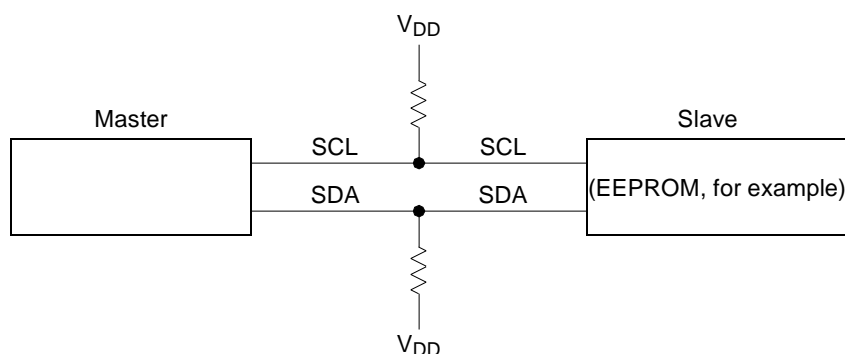 VDD
Master
Slave
SCL
SCL
(EEPROM, for example)
SDA
SDA
VDD